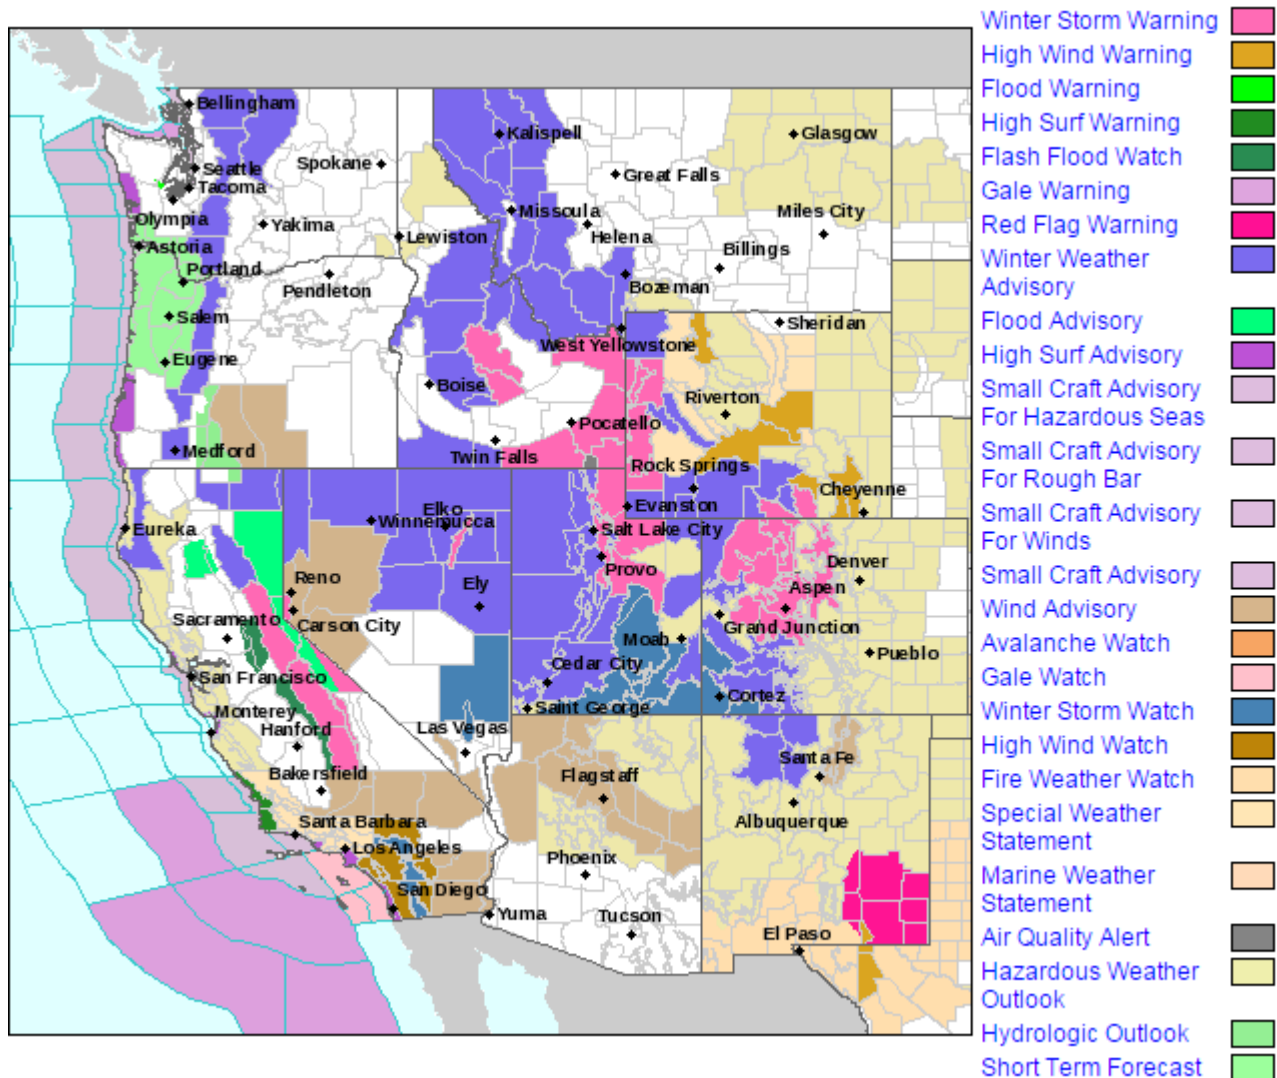 Winter Storm Warning
High Wind Warning
Flood Warning
High Surf Warning
Flash Flood Watch
Gale Warning
Red Flag Warning
Winter Weather
Advisory
Flood Advisory
High Surf Advisory
Small Craft Advisory
For Hazardous Seas
Small Craft Advisory
For Rough Bar
Small Craft Advisory
For Winds
Small Craft Advisory
Wind Advisory
Avalanche Watch
Gale Watch
Winter Storm Watch
High Wind Watch
Fire Weather Watch
Special Weather
Statement
Marine Weather
Statement
Air Quality Alert
Hazardous Weather
Outlook
Hydrologic Outlook
Short Term Forecast
Bellingham
Kalispell
Glasgow
Seattle
Spokane
Great Falls
Tacoma
Olympia
Yakima
Missoula
Miles City
Astoria
Lewiston
Helena
Billings
Portland
Pendleton
Bozeman
Salem
Sheridan
West Yellowstone
Eugene
Boise
Riverton
Pocatello
Medford
Twin Falls
Rock Springs
Cheyenne
Elko
Evanston
Eureka
Winnemucca
Salt Lake City
Provo
Denver
Reno
Ely
Aspen
Sacramento
Carson City
Grand Junction
Moab
Pueblo
Cedar City
San Francisco
Cortez
Saint George
Monterey
Hanford
Las Vegas
Santa Fe
Bakersfield
Flagstaff
Santa Barbara
Albuquerque
Los Angeles
Phoenix
San Diego
Yuma
Tucson
El Paso